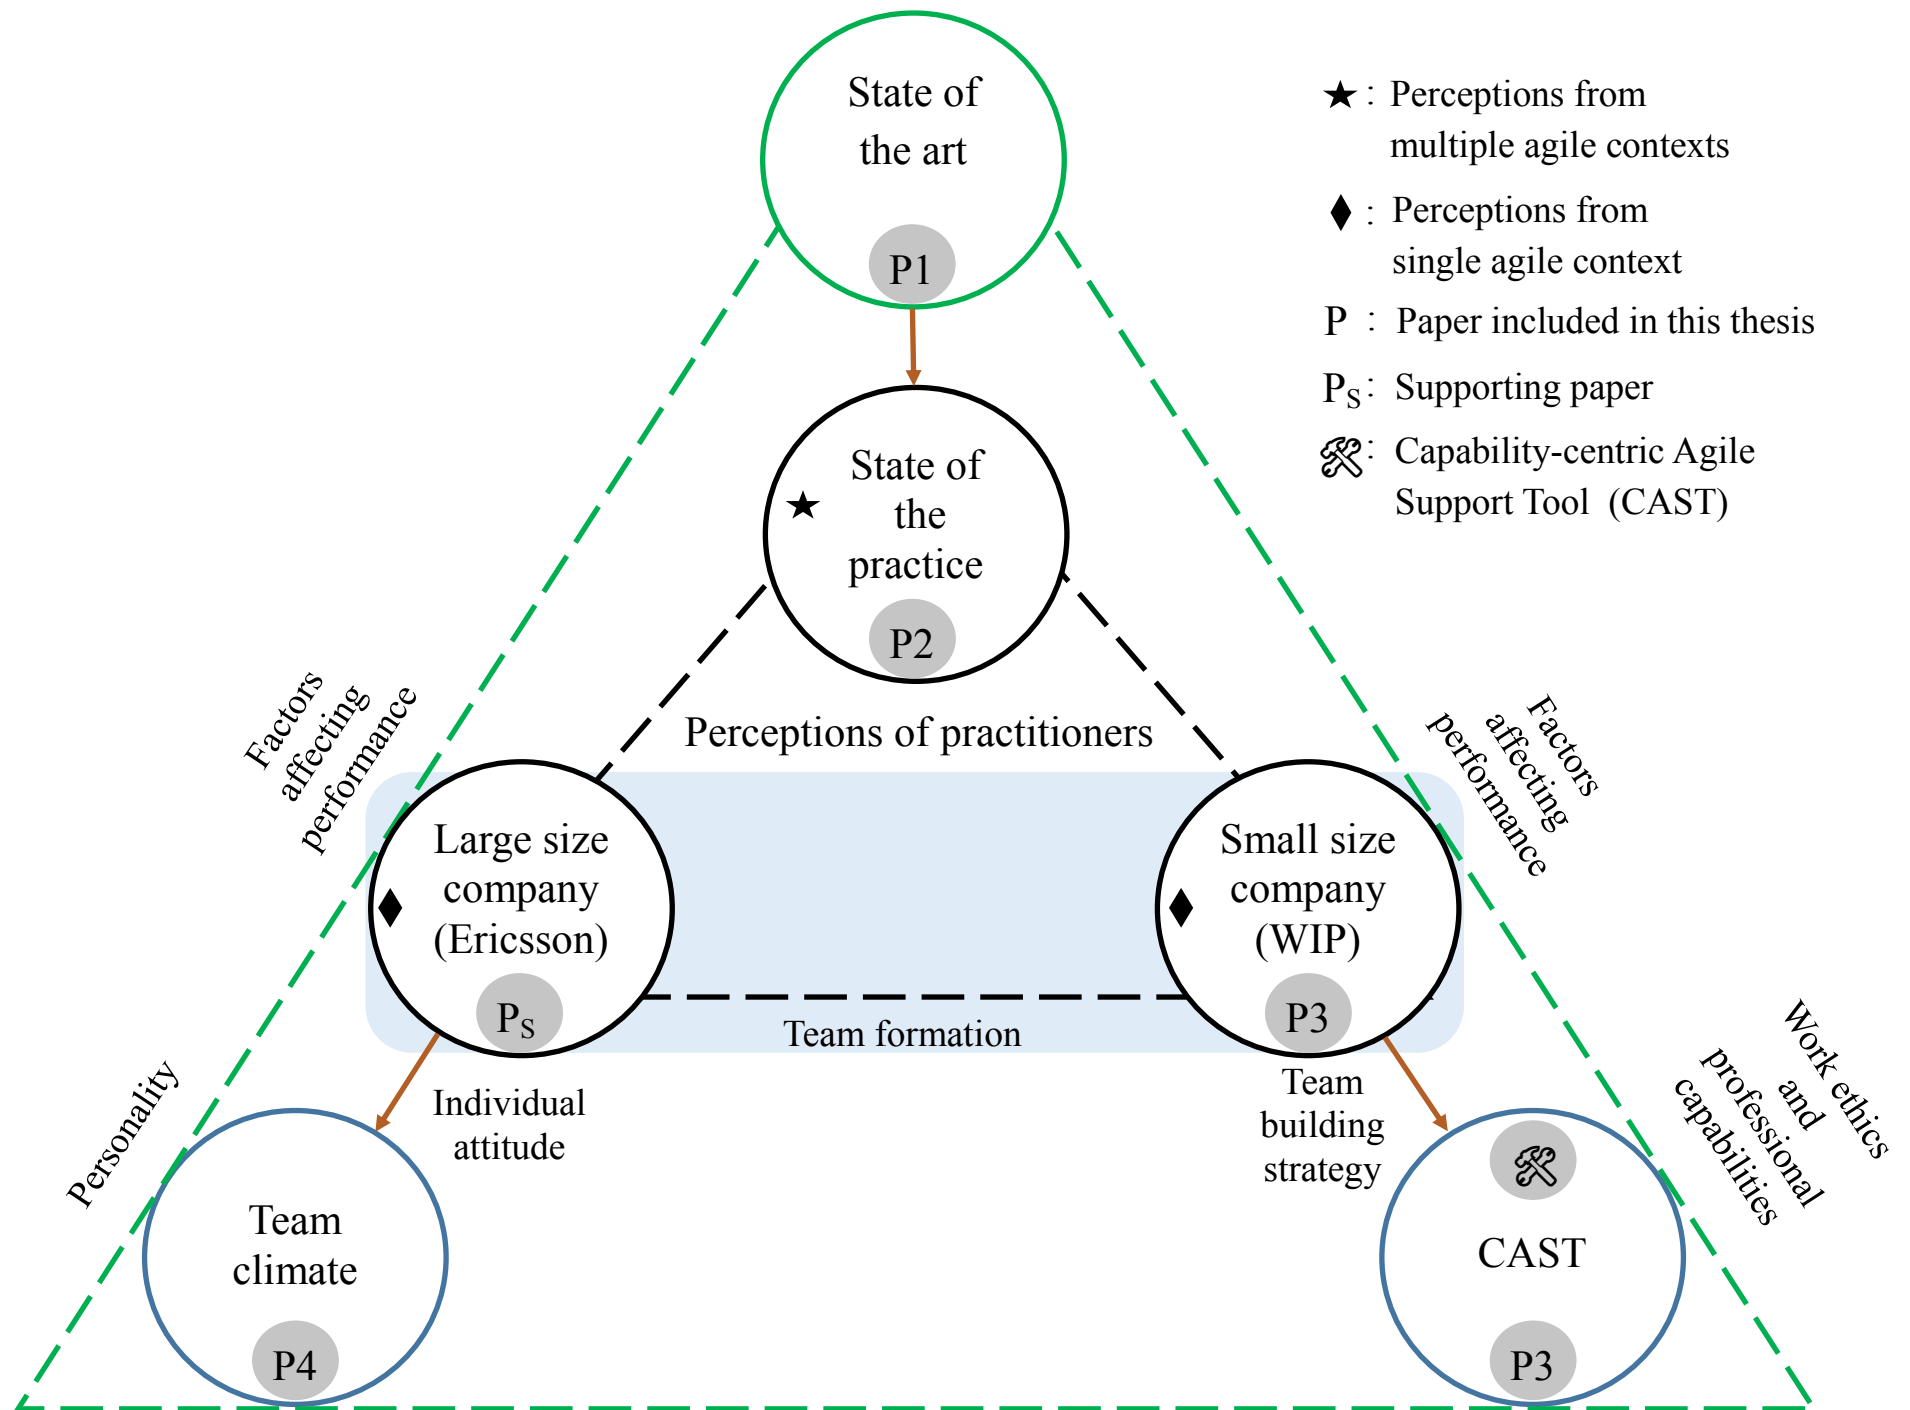 State of
the art
P1
: Perceptions from
multiple agile contexts
: Perceptions from
single agile context
P : Paper included in this thesis
PS: Supporting paper
: Capability-centric Agile
Support Tool (CAST)
State of
the
practice
P2
Factors
affecting
performance
Perceptions of practitioners
Factors
affecting
performance
Large size
company
(Ericsson)
PS
Small size
company
(WIP)
P3
Team formation
Personality
Individual
attitude
Team
building
strategy
Work ethics
and
professional
capabilities
Team
climate
P4
CAST
P3